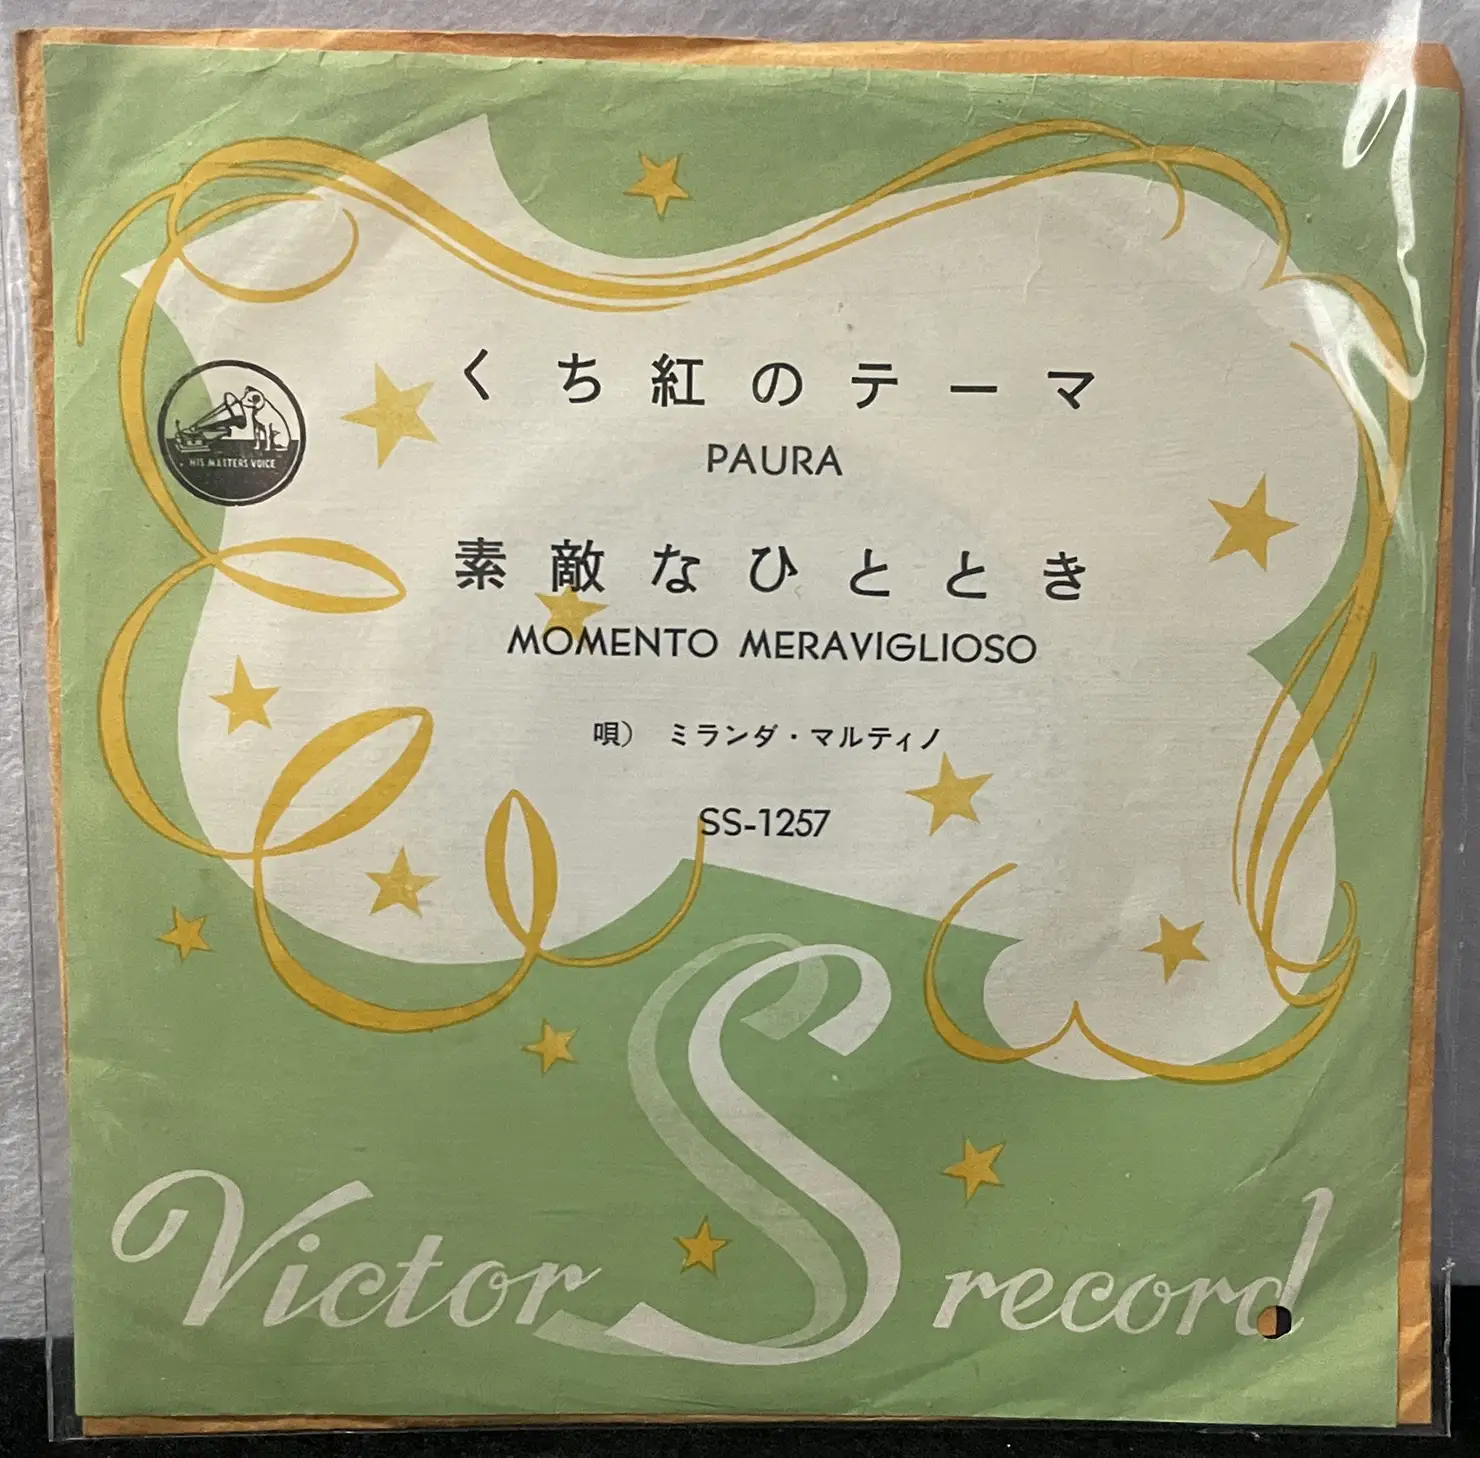 くち紅のテーマ
PAURA
HIS MASTERS VOICE
素敵なひととき
MOMENTO MERAVIGLIOSO
唄） ミランダ・マルティノ
SS-1257
Victor S record